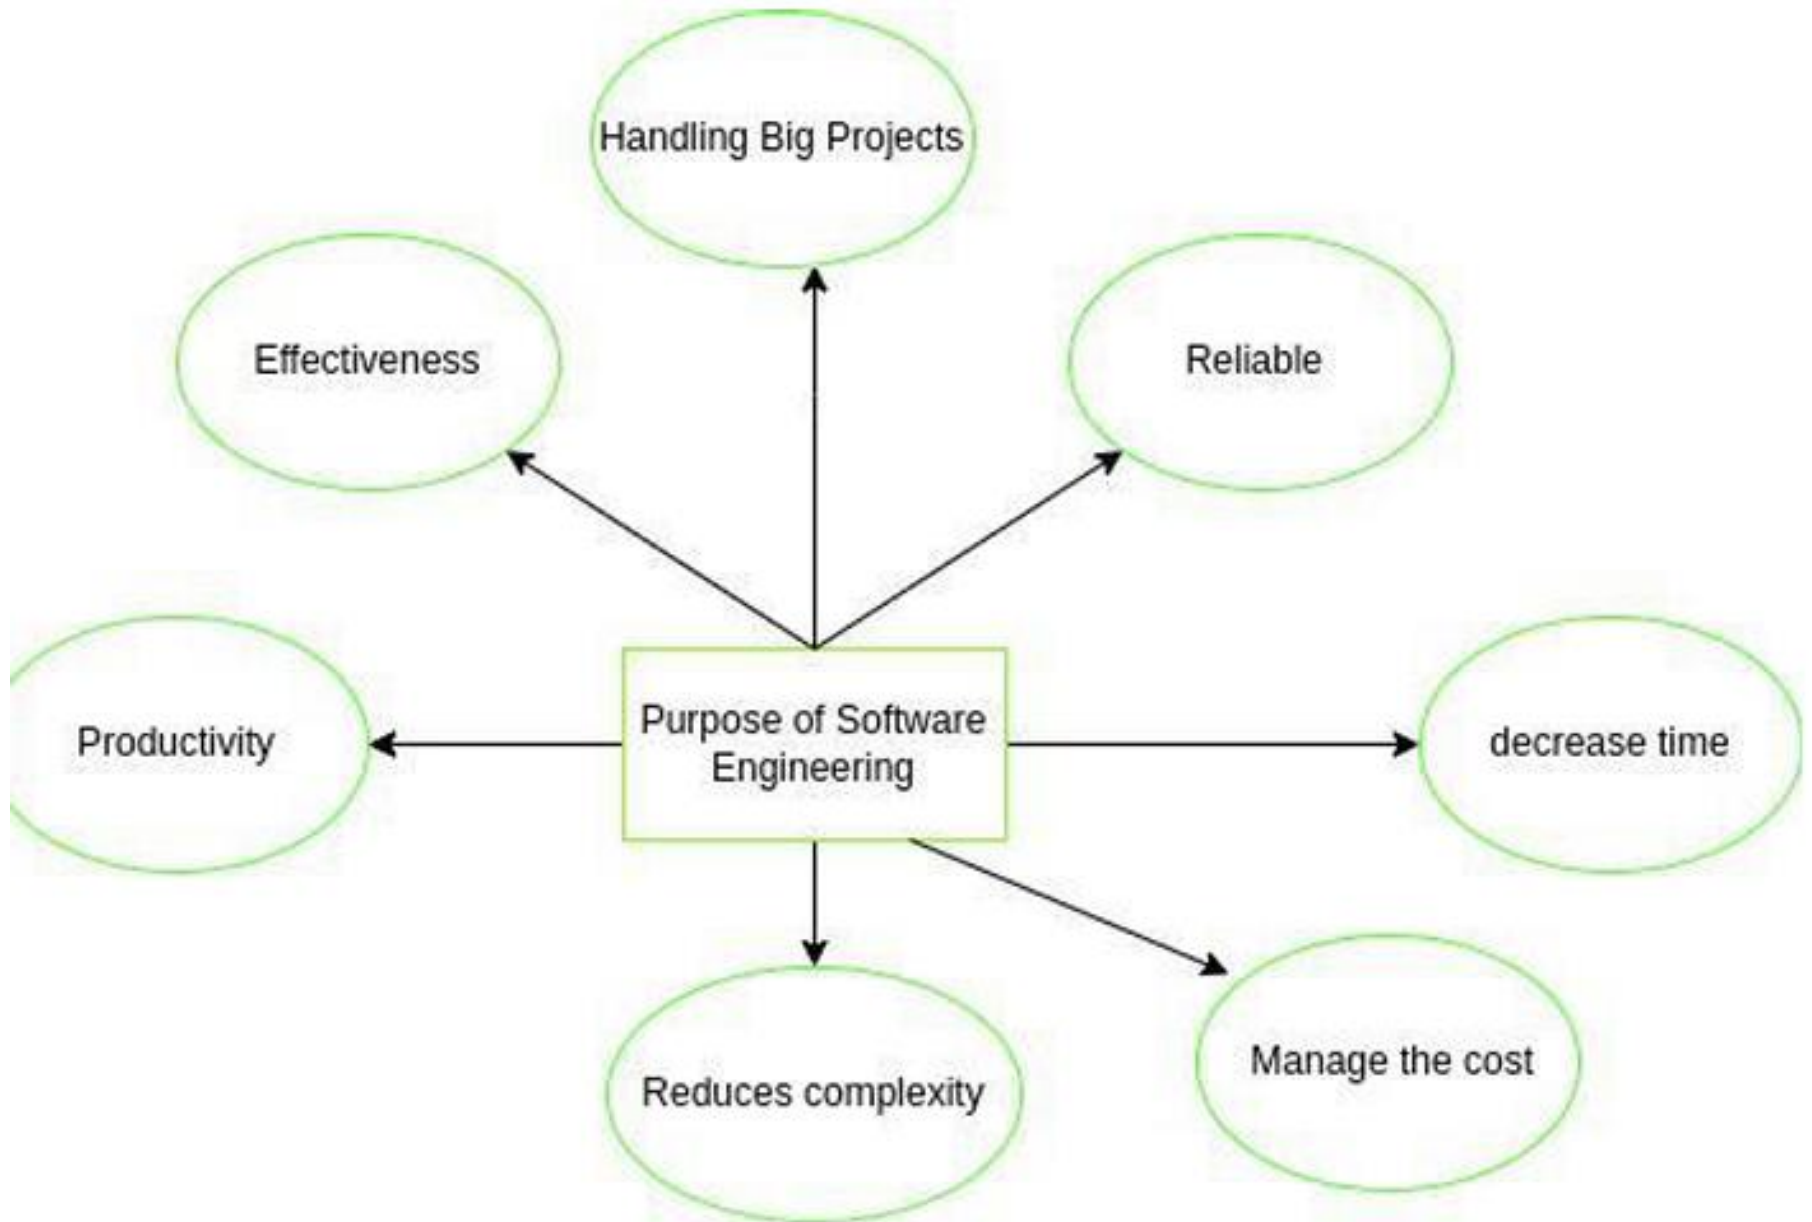 Handling Big Projects
Effectiveness
Reliable
Productivity
Purpose of Software
Engineering
decrease time
Manage the cost
Reduces complexity